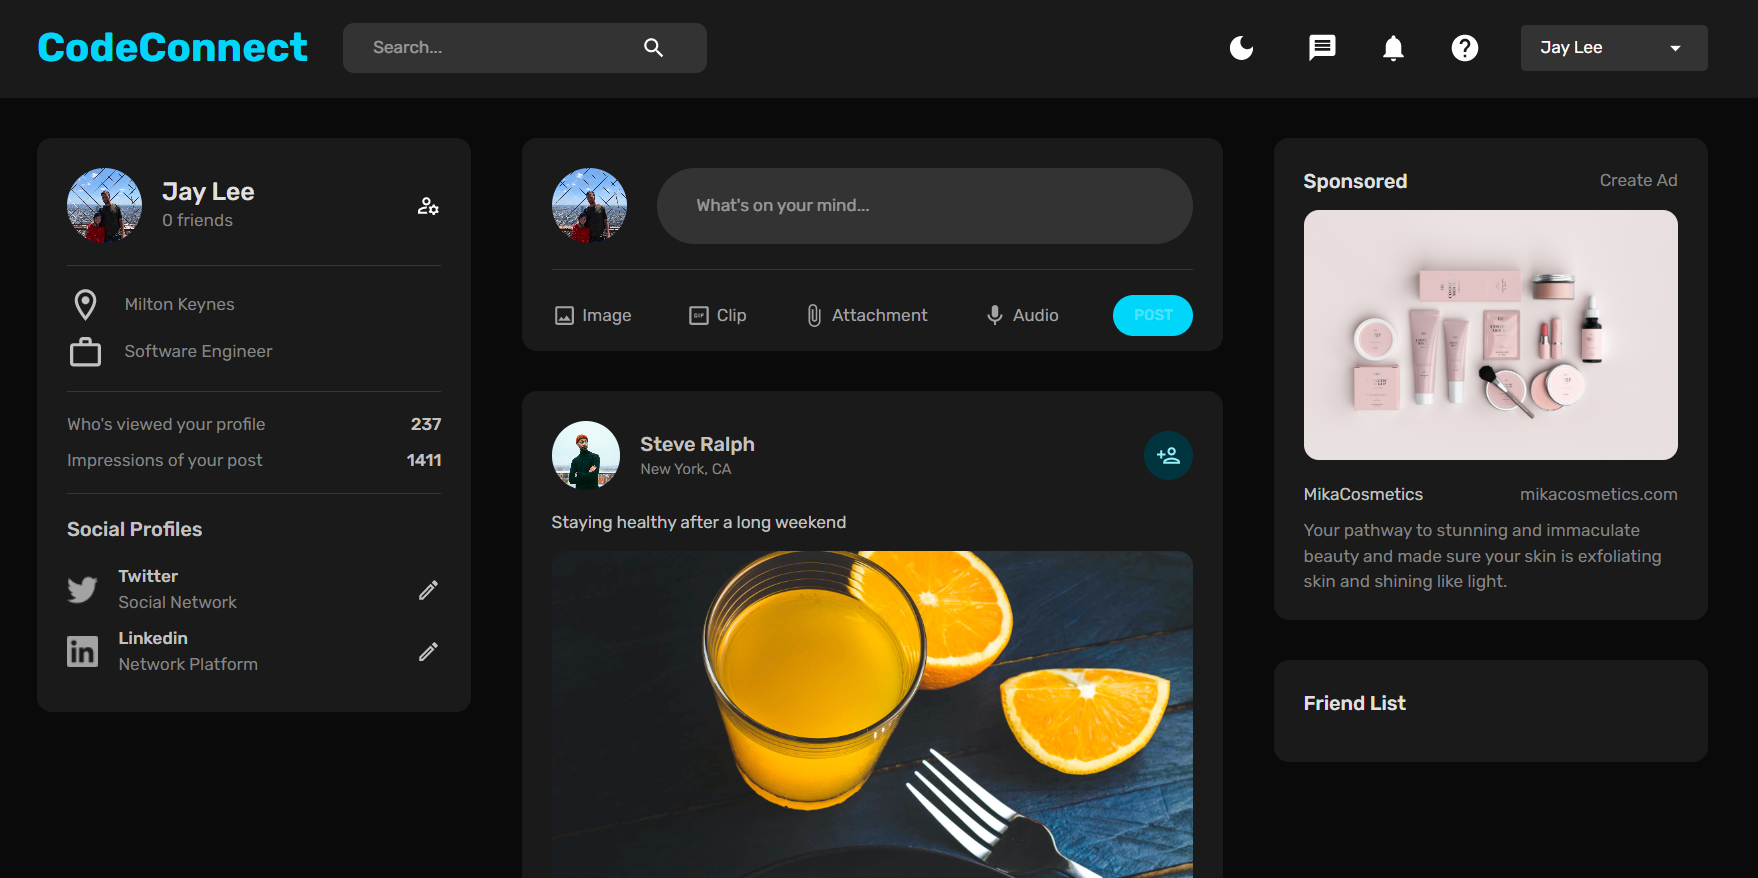 CodeConnect
Search...
Jay Lee
Jay Lee
0 friends
Milton Keynes
Software Engineer
Who's viewed your profile 237
Impressions of your post 1411
Social Profiles
Twitter
Social Network
Linkedin
Network Platform
What's on your mind...
Image GIF Clip Attachment Audio POST
Steve Ralph
New York, CA
Staying healthy after a long weekend
Sponsored Create Ad
MikaCosmetics mikacosmetics.com
Your pathway to stunning and immaculate
beauty and made sure your skin is exfoliating
skin and shining like light.
Friend List